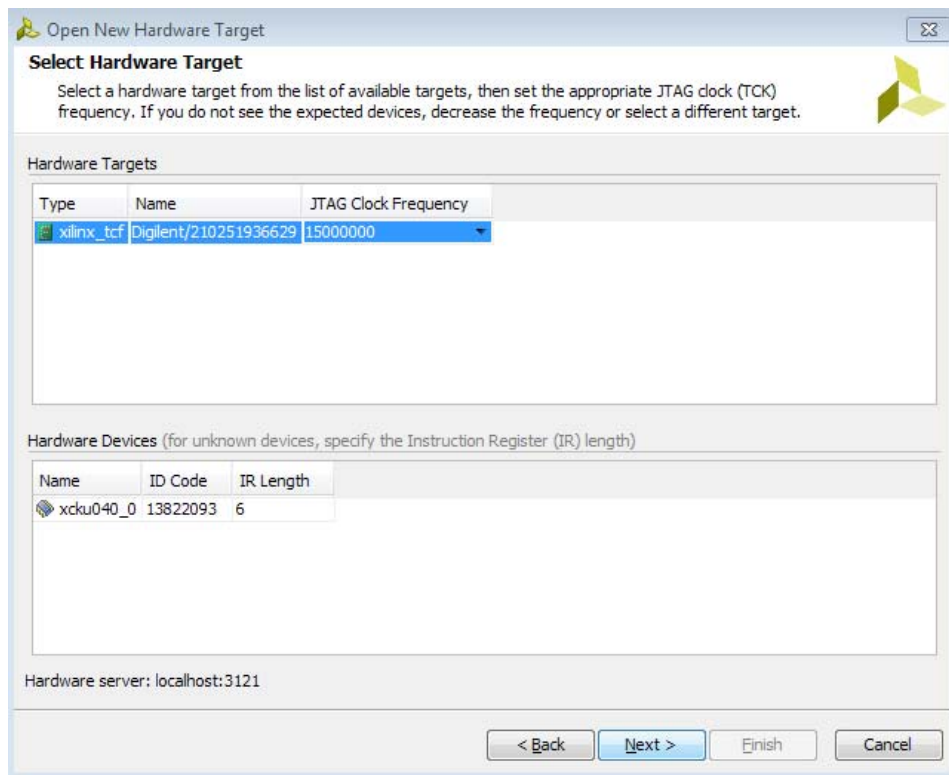 Open New Hardware Target
Select Hardware Target
Select a hardware target from the list of available targets, then set the appropriate JTAG clock (TCK)
frequency. If you do not see the expected devices, decrease the frequency or select a different target.
Hardware Targets
Type Name JTAG Clock Frequency
xilinx_tcf Digilent/210251936629 15000000
Hardware Devices (for unknown devices, specify the Instruction Register (IR) length)
Name ID Code IR Length
xcku040_0 13822093 6
Hardware server: localhost:3121
< Back Next > Finish Cancel